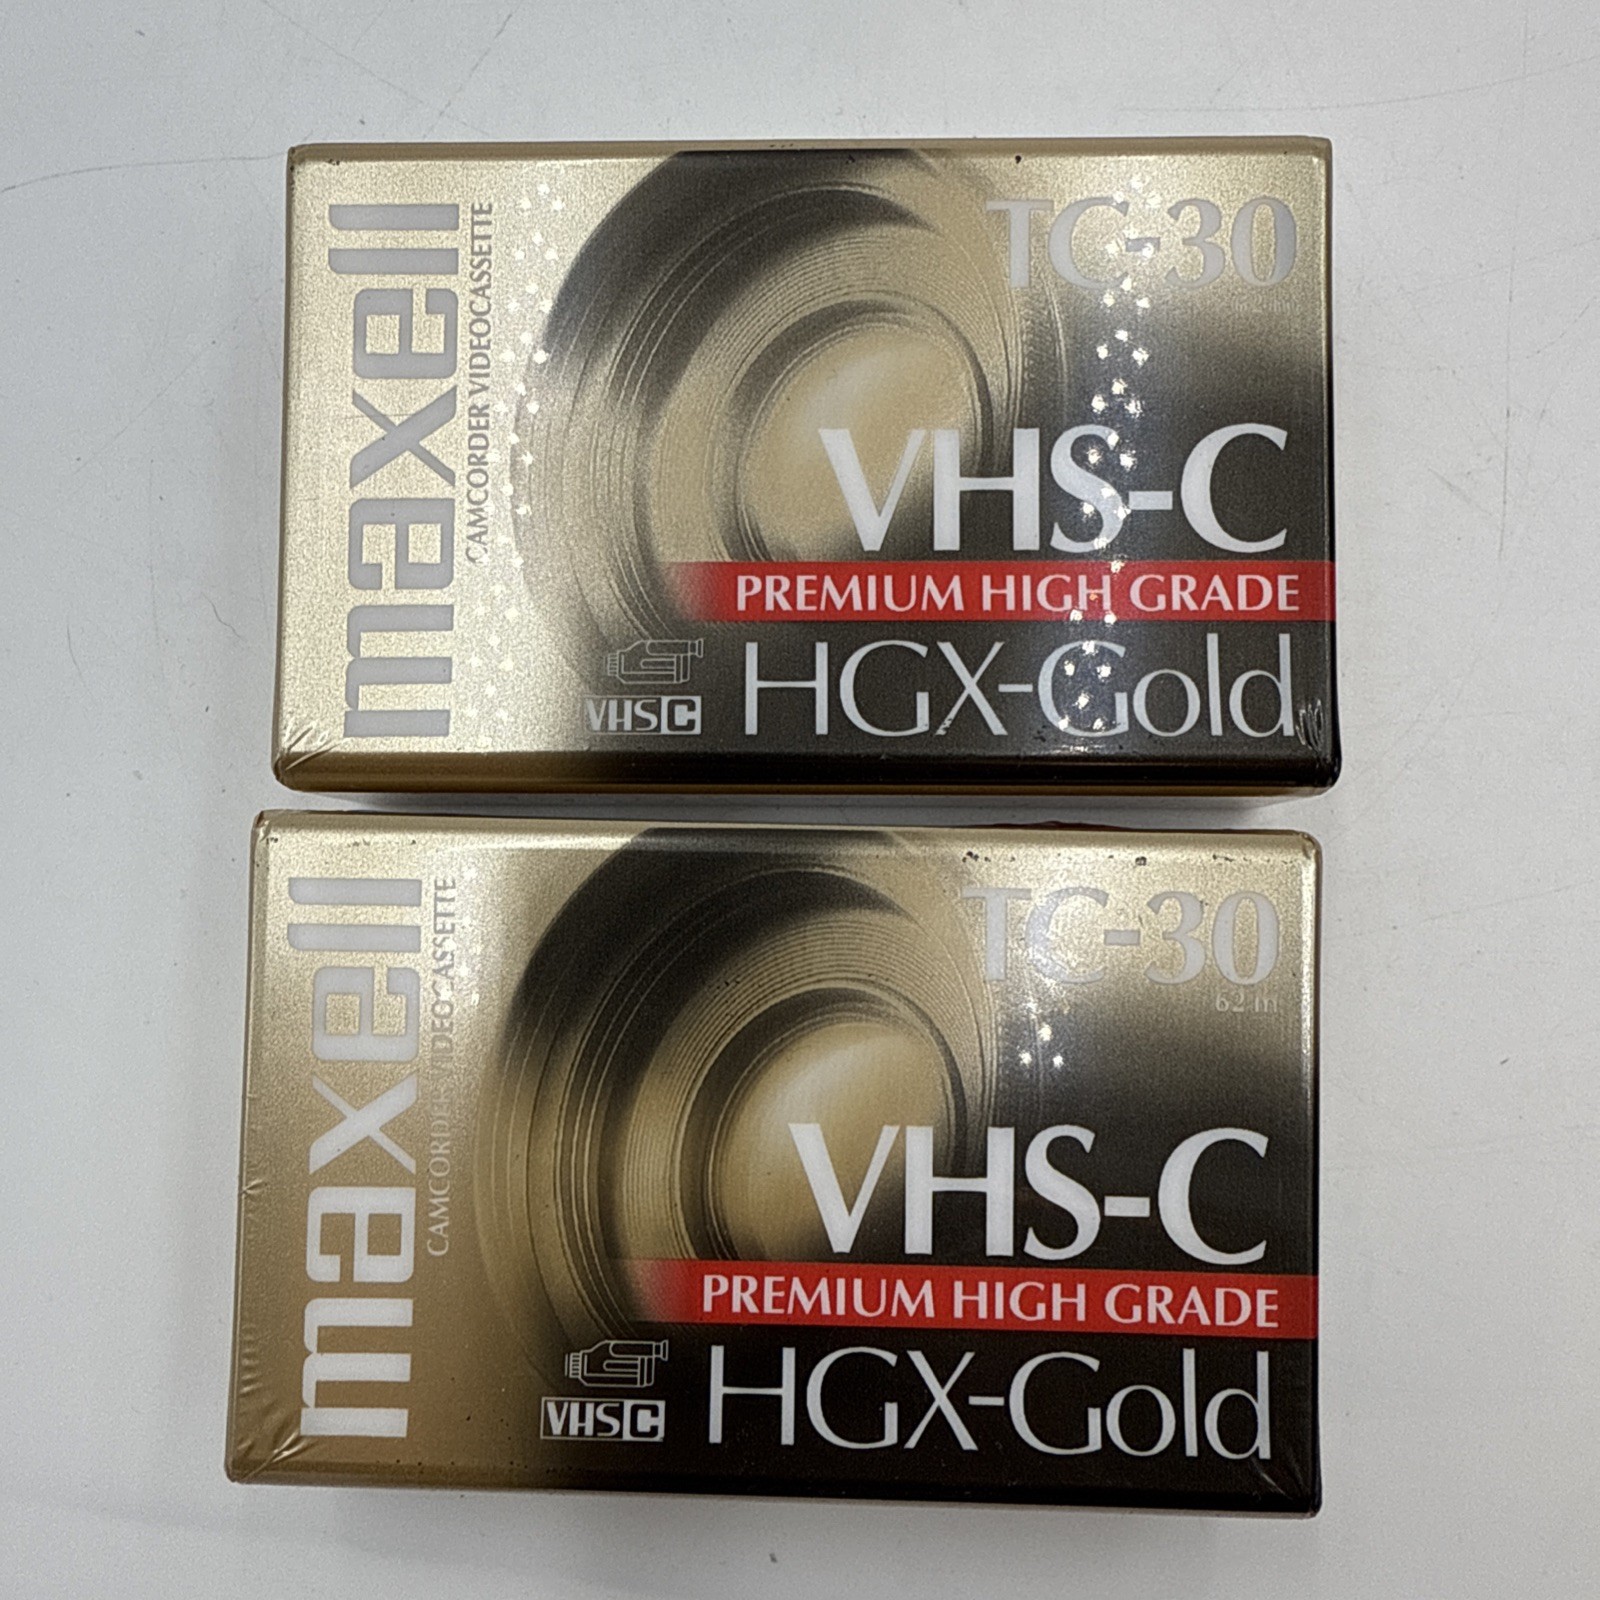 maxell
CAMCORDER VIDEOCASSETTE
TC-30
VHS-C
PREMIUM HIGH GRADE
VHS C
HGX-Gold
maxell
CAMCORDER VIDEOCASSETTE
TC-30
62 m
VHS-C
PREMIUM HIGH GRADE
VHS C
HGX-Gold